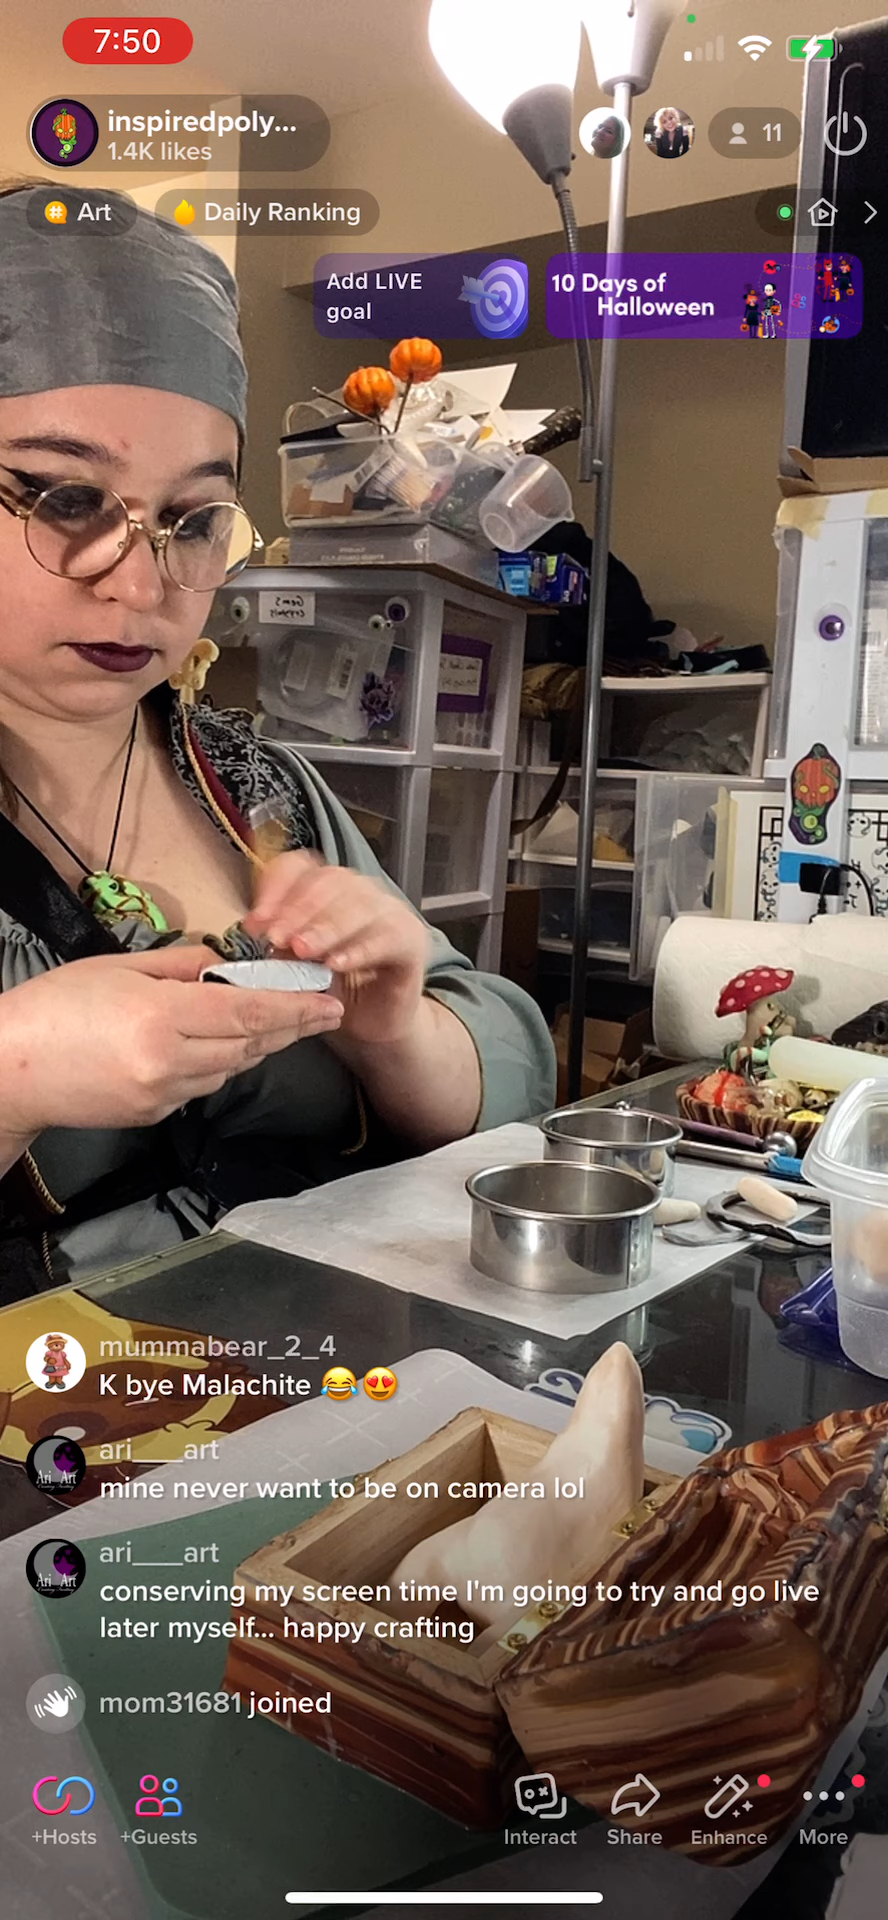 7:50
inspiredpoly...
1.4K likes
11
Art
Daily Ranking
Add LIVE
goal
10 Days of
Halloween
Gems
Crystals
mummabear_2_4
K bye Malachite 😂😍
ari___art
mine never want to be on camera lol
ari___art
conserving my screen time I'm going to try and go live
later myself... happy crafting
mom31681 joined
+Hosts
+Guests
Interact
Share
Enhance
More